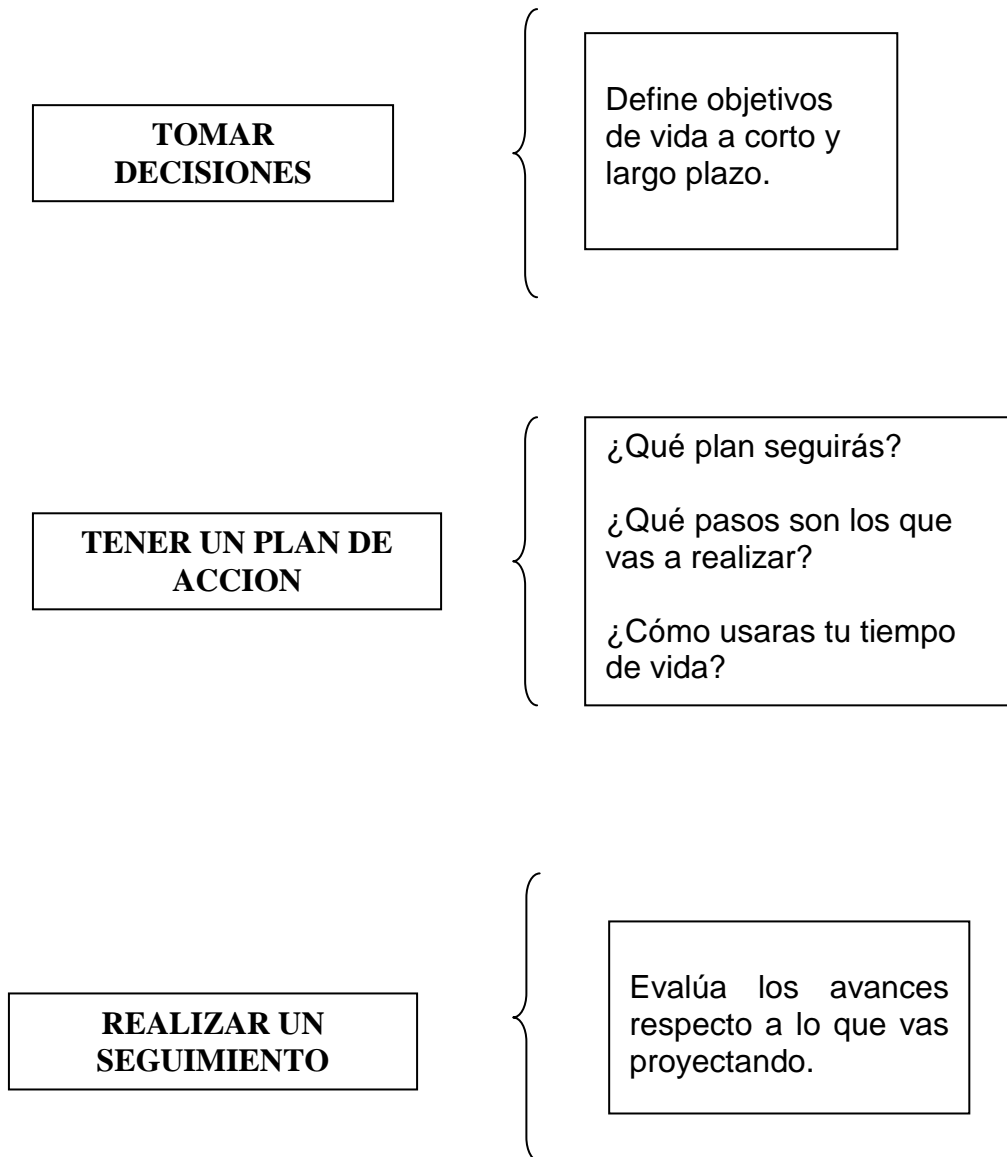 TOMAR
DECISIONES
Define objetivos
de vida a corto y
largo plazo.
TENER UN PLAN DE
ACCION
¿Qué plan seguirás?
¿Qué pasos son los que
vas a realizar?
¿Cómo usaras tu tiempo
de vida?
REALIZAR UN
SEGUIMIENTO
Evalúa los avances
respecto a lo que vas
proyectando.